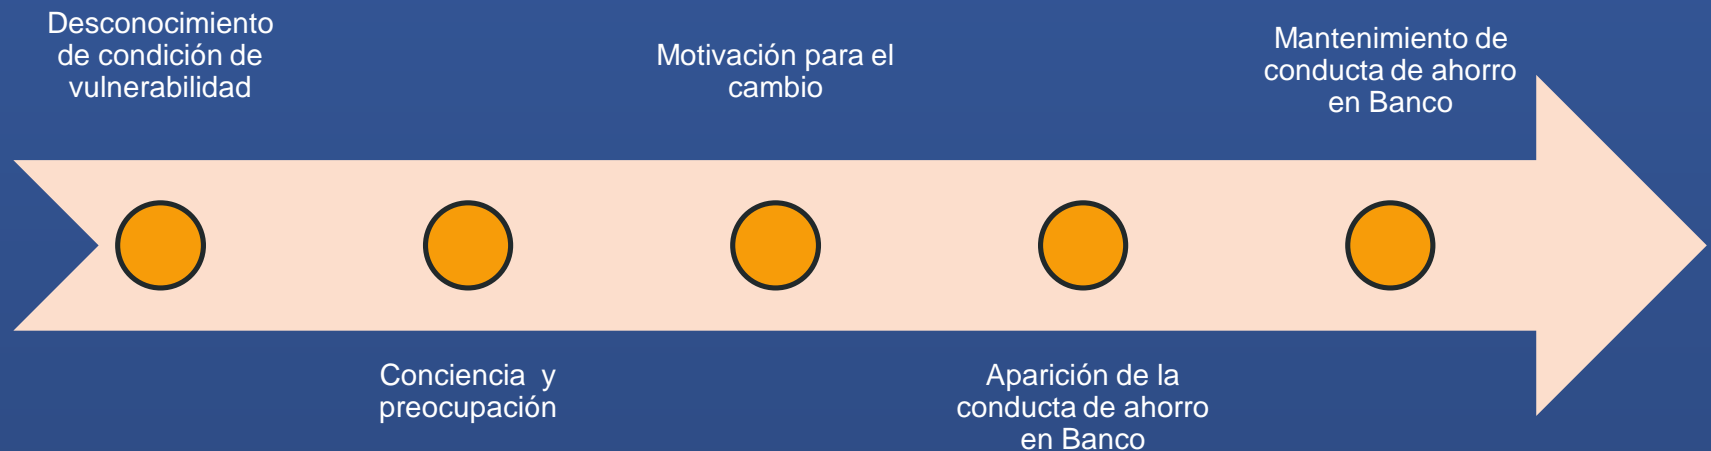 Desconocimiento
de condición de
vulnerabilidad
Conciencia y
preocupación
Motivación para el
cambio
Aparición de la
conducta de ahorro
en Banco
Mantenimiento de
conducta de ahorro
en Banco